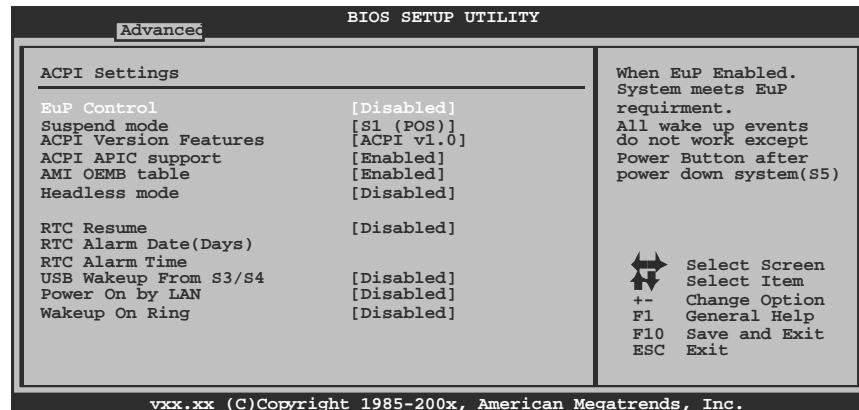 BIOS SETUP UTILITY
Advanced
ACPI Settings
EuP Control [Disabled]
Suspend mode [S1 (POS)]
ACPI Version Features [ACPI v1.0]
ACPI APIC support [Enabled]
AMI OEMB table [Enabled]
Headless mode [Disabled]
RTC Resume [Disabled]
RTC Alarm Date(Days)
RTC Alarm Time
USB Wakeup From S3/S4 [Disabled]
Power On by LAN [Disabled]
Wakeup On Ring [Disabled]
When EuP Enabled.
System meets EuP
requirment.
All wake up events
do not work except
Power Button after
power down system(S5)
Select Screen
Select Item
+- Change Option
F1 General Help
F10 Save and Exit
ESC Exit
vxx.xx (C)Copyright 1985-200x, American Megatrends, Inc.